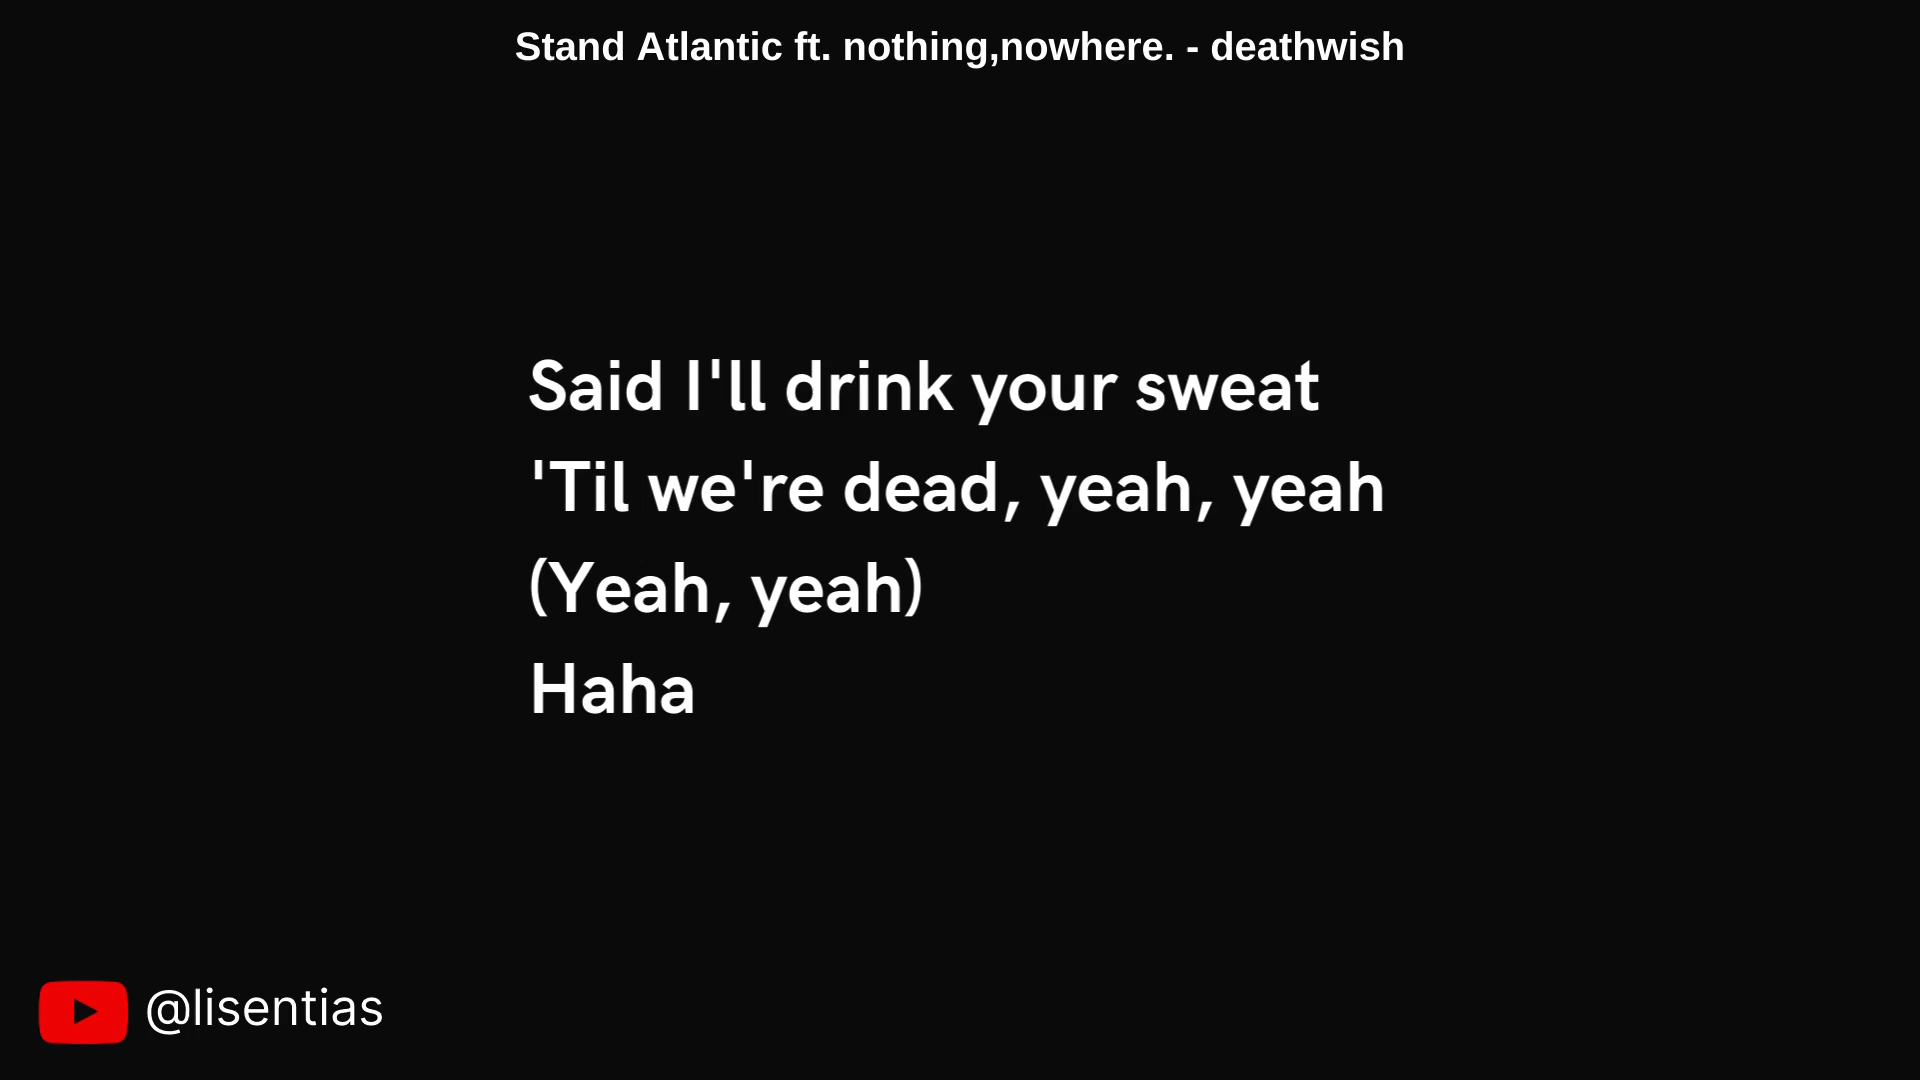 Stand Atlantic ft. nothing,nowhere. - deathwish
Said I'll drink your sweat
'Til we're dead, yeah, yeah
(Yeah, yeah)
Haha
@lisentias